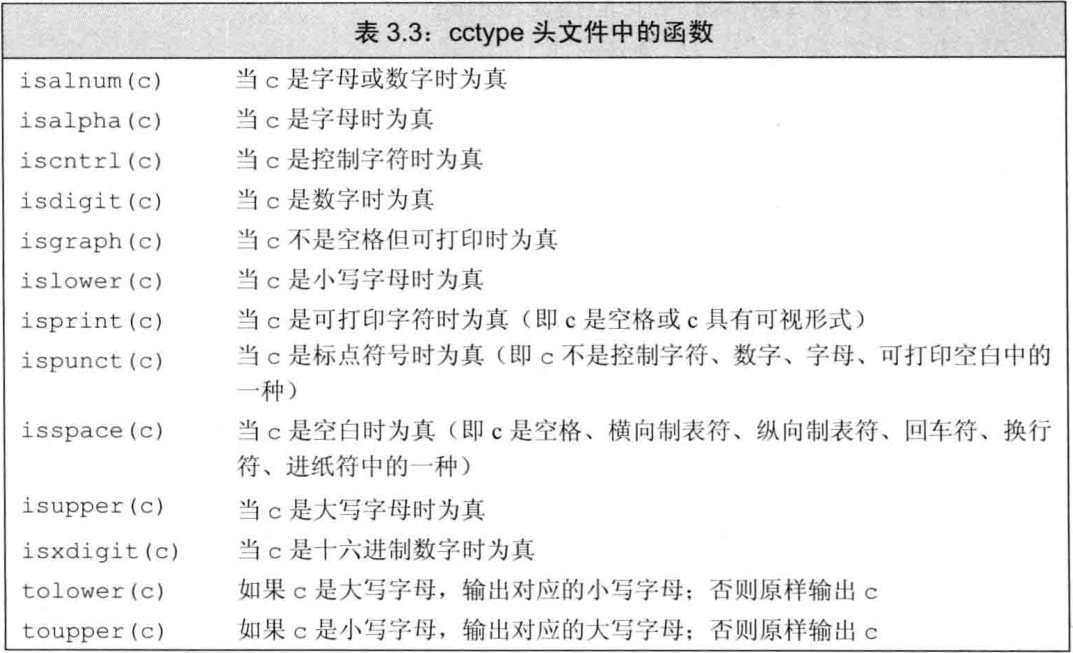 表 3.3：cctype 头文件中的函数
isalnum(c) 当 c 是字母或数字时为真
isalpha(c) 当 c 是字母时为真
iscntrl(c) 当 c 是控制字符时为真
isdigit(c) 当 c 是数字时为真
isgraph(c) 当 c 不是空格但可打印时为真
islower(c) 当 c 是小写字母时为真
isprint(c) 当 c 是可打印字符时为真（即 c 是空格或 c 具有可视形式）
ispunct(c) 当 c 是标点符号时为真（即 c 不是控制字符、数字、字母、可打印空白中的
一种）
isspace(c) 当 c 是空白时为真（即 c 是空格、横向制表符、纵向制表符、回车符、换行
符、进纸符中的一种）
isupper(c) 当 c 是大写字母时为真
isxdigit(c) 当 c 是十六进制数字时为真
tolower(c) 如果 c 是大写字母，输出对应的小写字母；否则原样输出 c
toupper(c) 如果 c 是小写字母，输出对应的大写字母；否则原样输出 c